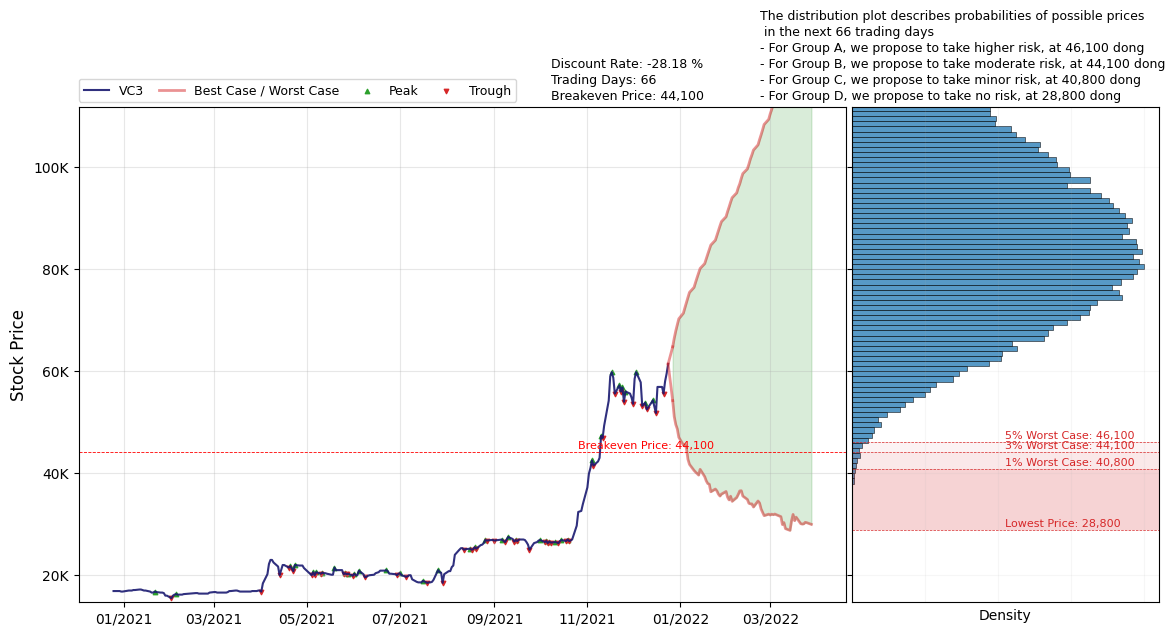 The distribution plot describes probabilities of possible prices
in the next 66 trading days
- For Group A, we propose to take higher risk, at 46,100 dong
- For Group B, we propose to take moderate risk, at 44,100 dong
- For Group C, we propose to take minor risk, at 40,800 dong
- For Group D, we propose to take no risk, at 28,800 dong
Discount Rate: -28.18 %
Trading Days: 66
Breakeven Price: 44,100
VC3
Best Case / Worst Case
Peak
Trough
Stock Price
100K
80K
60K
40K
20K
Breakeven Price: 44,100
01/2021
03/2021
05/2021
07/2021
09/2021
11/2021
01/2022
03/2022
5% Worst Case: 46,100
3% Worst Case: 44,100
1% Worst Case: 40,800
Lowest Price: 28,800
Density